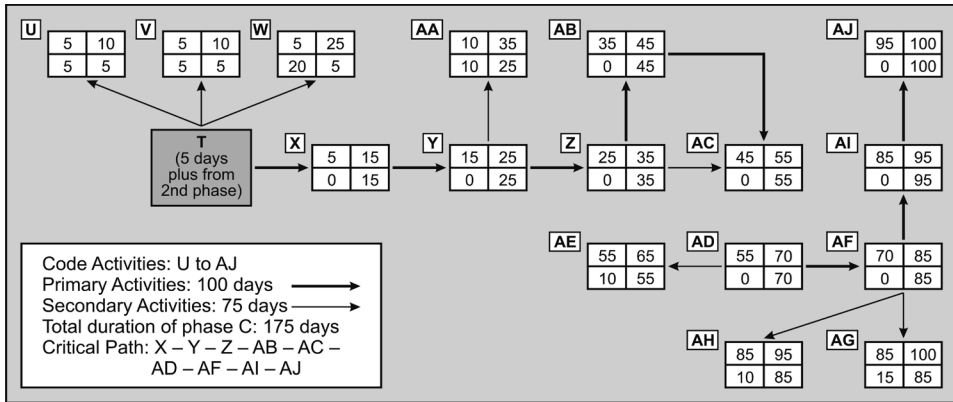 U
5 10
5 5
V
5 10
5 5
W
5 25
20 5
AA
10 35
10 25
AB
35 45
0 45
AJ
95 100
0 100
T
(5 days
plus from
2nd phase)
X
5 15
0 15
Y
15 25
0 25
Z
25 35
0 35
AC
45 55
0 55
AI
85 95
0 95
AE
55 65
10 55
AD
55 70
0 70
AF
70 85
0 85
AH
85 95
10 85
AG
85 100
15 85
Code Activities: U to AJ
Primary Activities: 100 days
Secondary Activities: 75 days
Total duration of phase C: 175 days
Critical Path: X – Y – Z – AB – AC –
AD – AF – AI – AJ